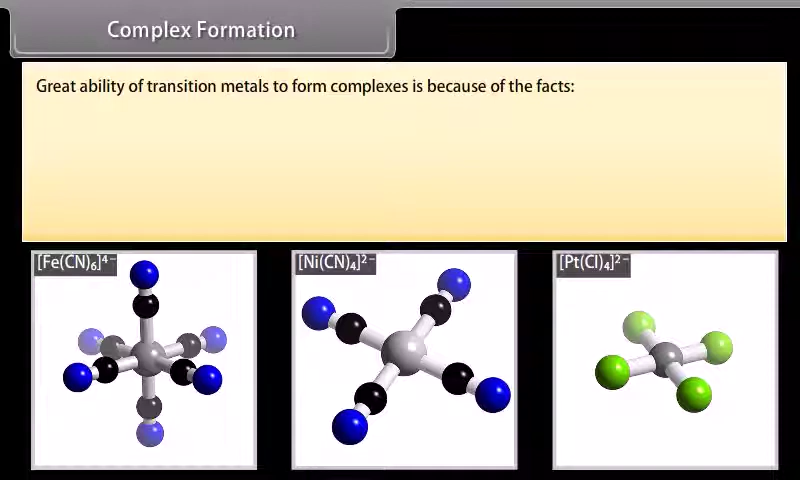 Complex Formation
Great ability of transition metals to form complexes is because of the facts:
[Fe(CN)₆]⁴⁻
[Ni(CN)₄]²⁻
[Pt(Cl)₄]²⁻